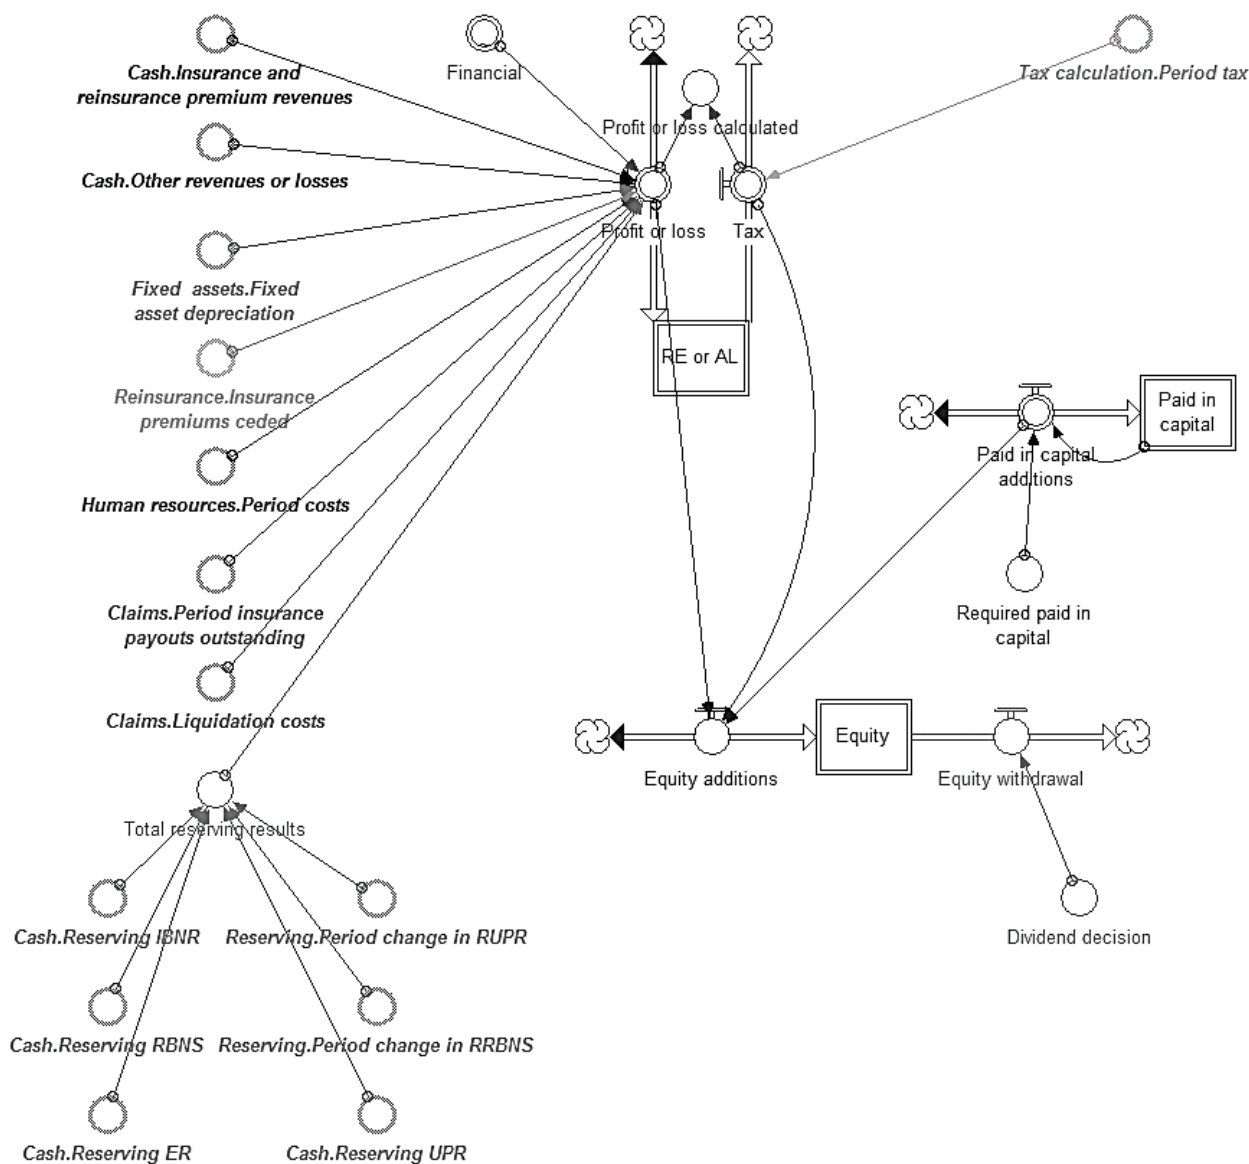 Cash.Insurance and
reinsurance premium revenues
Financial
Tax calculation.Period tax
Profit or loss calculated
Cash.Other revenues or losses
Profit or loss
Tax
Fixed assets.Fixed
asset depreciation
RE or AL
Reinsurance.Insurance
premiums ceded
Paid in
capital
Paid in capital
additions
Human resources.Period costs
Claims.Period insurance
payouts outstanding
Required paid in
capital
Claims.Liquidation costs
Equity
Equity additions
Equity withdrawal
Total reserving results
Cash.Reserving IBNR
Reserving.Period change in RUPR
Dividend decision
Cash.Reserving RBNS
Reserving.Period change in RRBNS
Cash.Reserving ER
Cash.Reserving UPR